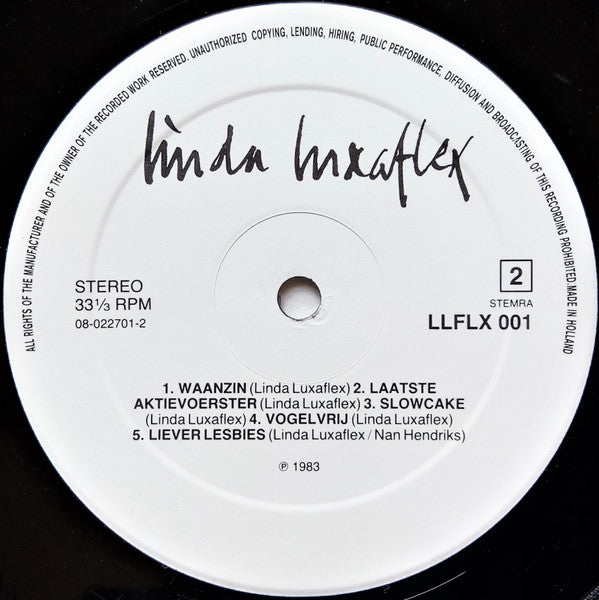 ALL RIGHTS OF THE MANUFACTURER AND OF THE OWNER OF THE RECORDED WORK RESERVED. UNAUTHORIZED COPYING, LENDING, HIRING, PUBLIC PERFORMANCE, DIFFUSION AND BROADCASTING OF THIS RECORDING PROHIBITED. MADE IN HOLLAND
linda luxaflex
STEREO
33⅓ RPM
08-022701-2
2
STEMRA
LLFLX 001
1. WAANZIN (Linda Luxaflex) 2. LAATSTE
AKTIEVOERSTER (Linda Luxaflex) 3. SLOWCAKE
(Linda Luxaflex) 4. VOGELVRIJ (Linda Luxaflex)
5. LIEVER LESBIES (Linda Luxaflex / Nan Hendriks)
℗ 1983